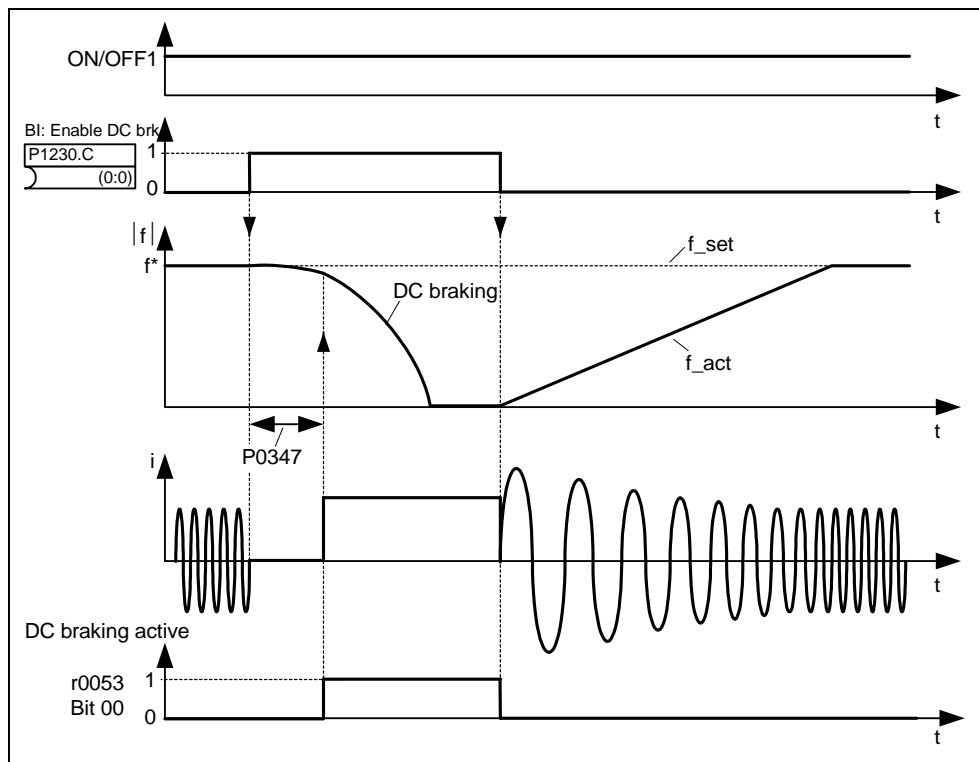 ON/OFF1
t
BI: Enable DC brk
P1230.C
(0:0)
1
0
t
|f|
f*
f_set
DC braking
f_act
t
P0347
i
t
DC braking active
r0053
Bit 00
1
0
t